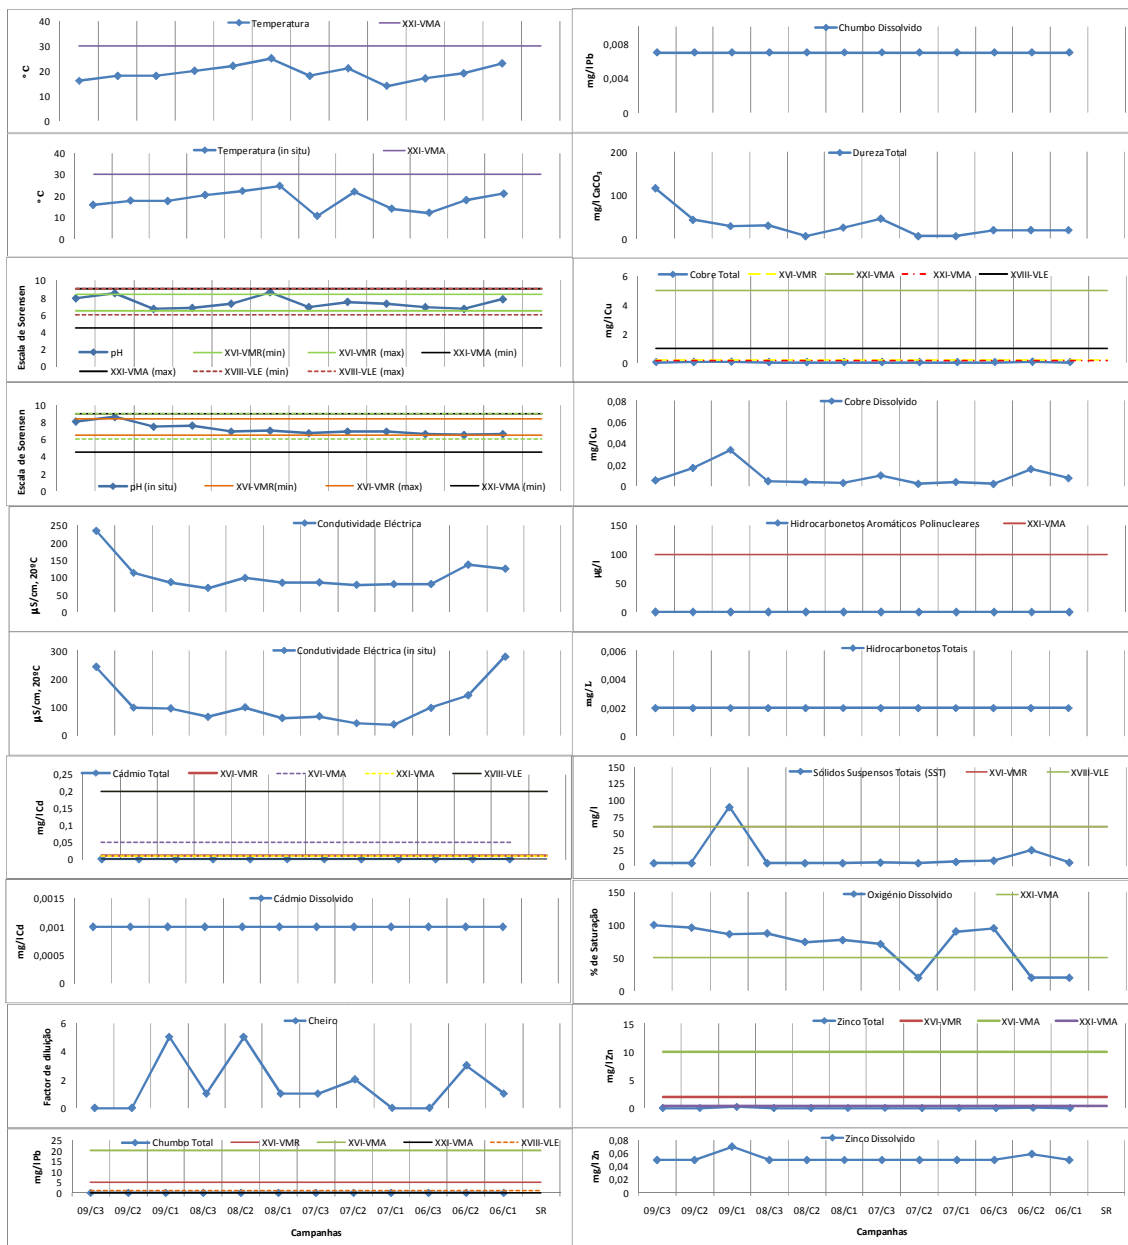 Temperatura XXI-VMA
40
30
20
10
0
° C
Temperatura (in situ) XXI-VMA
40
30
20
10
0
° C
10
8
6
4
2
0
Escala de Sorensen
pH XVI-VMR(min) XVI-VMR (max) XXI-VMA (min)
XXI-VMA (max) XVIII-VLE (min) XVIII-VLE (max)
10
8
6
4
2
0
Escala de Sorensen
pH (in situ) XVI-VMR(min) XVI-VMR (max) XXI-VMA (min)
Condutividade Eléctrica
250
200
150
100
50
0
µS/cm, 20ºC
Condutividade Eléctrica (in situ)
300
200
100
0
µS/cm, 20ºC
Cádmio Total XVI-VMR XVI-VMA XXI-VMA XVIII-VLE
0,25
0,2
0,15
0,1
0,05
0
mg/l Cd
Cádmio Dissolvido
0,0015
0,001
0,0005
0
mg/l Cd
Cheiro
6
4
2
0
Factor de diluição
Chumbp Total XVI-VMR XVI-VMA XXI-VMA XVIII-VLE
25
20
15
10
5
0
mg/l Pb
09/C3 09/C2 09/C1 08/C3 08/C2 08/C1 07/C3 07/C2 07/C1 06/C3 06/C2 06/C1 SR
Campanhas
Chumbo Dissolvido
0,008
0,004
0
mg/l Pb
Dureza Total
200
100
0
mg/l CaCO₃
Cobre Total XVI-VMR XXI-VMA XXI-VMA XVIII-VLE
6
4
2
0
mg/l Cu
Cobre Dissolvido
0,08
0,06
0,04
0,02
0
mg/l Cu
Hidrocarbonetos Aromáticos Polinucleares XXI-VMA
150
100
50
0
µg/l
Hidrocarbonetos Totais
0,006
0,004
0,002
0
mg/L
Sólidos Suspensos Totais (SST) XVI-VMR XVIII-VLE
150
100
75
50
25
0
mg/l
Oxigénio Dissolvido XXI-VMA
150
100
50
0
% de Saturação
Zinco Total XVI-VMR XVI-VMA XXI-VMA
15
10
5
0
mg/l Zn
Zinco Dissolvido
0,08
0,06
0,04
0,02
0
mg/l Zn
09/C3 09/C2 09/C1 08/C3 08/C2 08/C1 07/C3 07/C2 07/C1 06/C3 06/C2 06/C1 SR
Campanhas